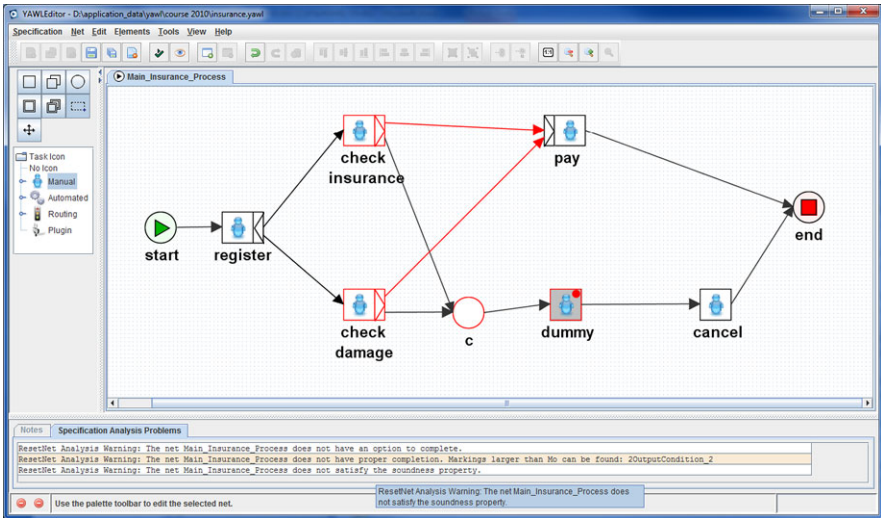 YAWLEditor - D:\application_data\yawl\course 2010\insurance.yawl
Specification Net Edit Elements Tools View Help
Main_Insurance_Process
Task Icon
No Icon
Manual
Automated
Routing
Plugin
check
insurance
pay
start
register
end
check
damage
c
dummy
cancel
Notes
Specification Analysis Problems
ResetNet Analysis Warning: The net Main_Insurance_Process does not have an option to complete.
ResetNet Analysis Warning: The net Main_Insurance_Process does not have proper completion. Markings larger than Mo can be found: 2OutputCondition_2
ResetNet Analysis Warning: The net Main_Insurance_Process does not satisfy the soundness property.
ResetNet Analysis Warning: The net Main_Insurance_Process does
not satisfy the soundness property.
Use the palette toolbar to edit the selected net.